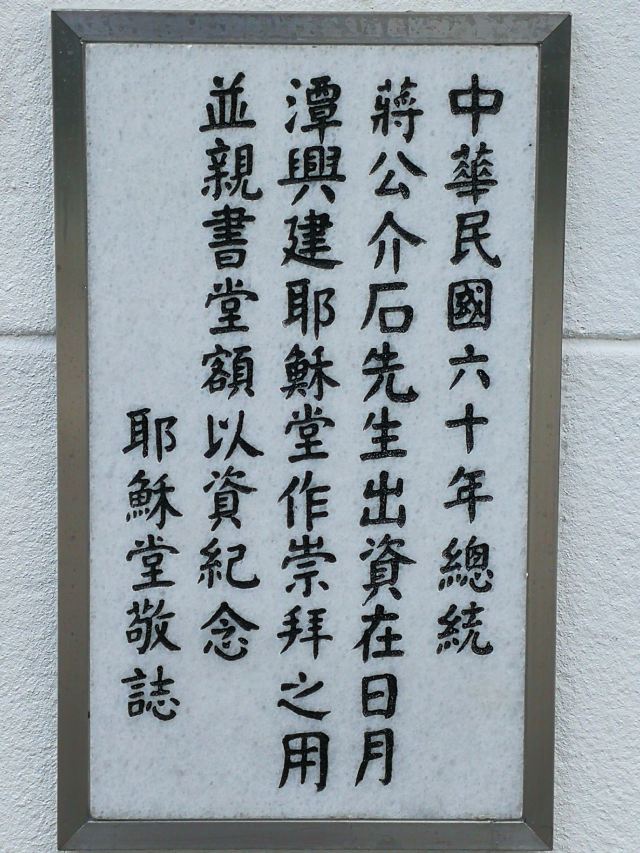 中華民國六十年總統
蔣公介石先生出資在日月
潭興建耶穌堂作崇拜之用
並親書堂額以資紀念
耶穌堂敬誌